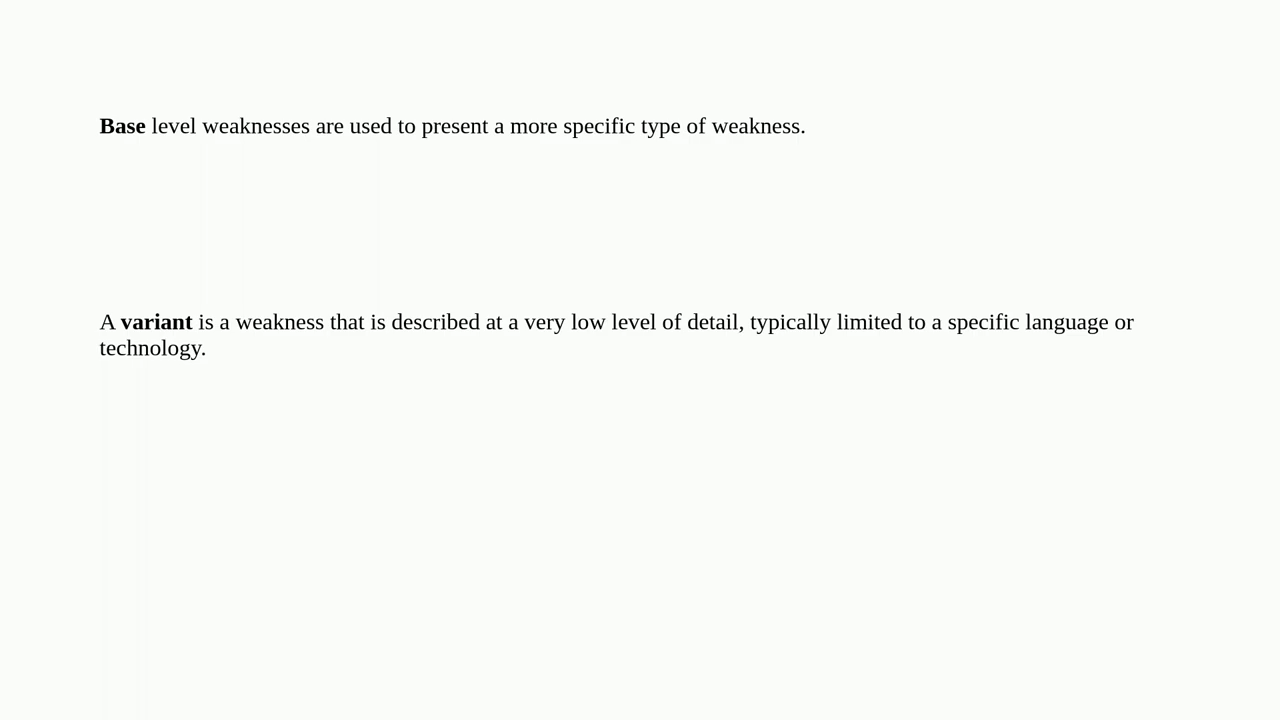 Base level weaknesses are used to present a more specific type of weakness.
A variant is a weakness that is described at a very low level of detail, typically limited to a specific language or
technology.